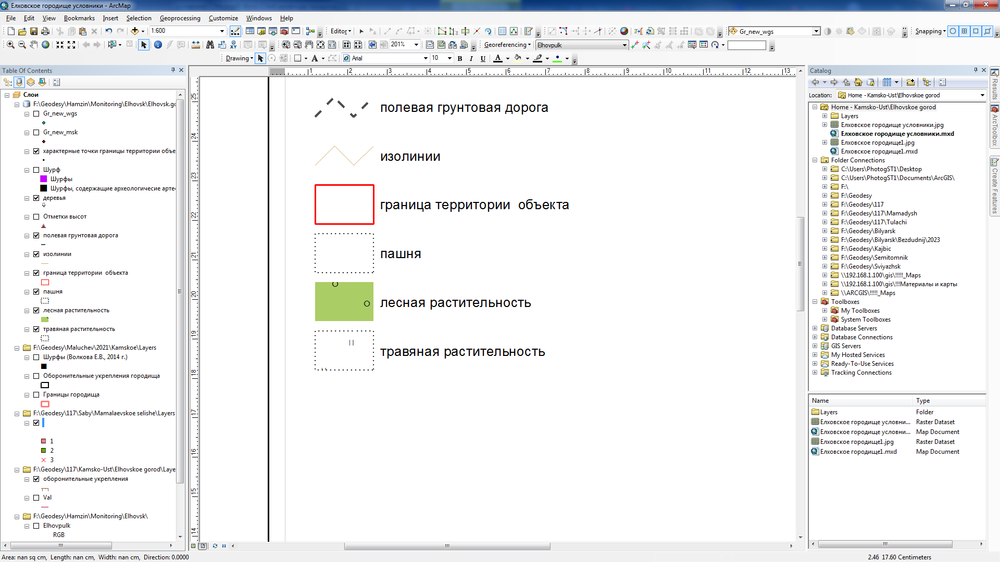 Елховское городище условники - ArcMap
File Edit View Bookmarks Insert Selection Geoprocessing Customize Windows Help
1:600 Editor Gr_new_wgs Snapping
201% Georeferencing Elhovpulk
Drawing A Arial 10 B I U A
Table Of Contents
Слои
F:\Geodesy\Hamzin\Monitoring\Elhovsk\Elhovsk.gc
Gr_new_wgs
Gr_new_msk
характерные точки границы территории объе
Шурф
Шурфы
Шурфы, содержащие археологичесие арте
деревья
Отметки высот
полевая грунтовая дорога
изолинии
граница территории  объекта
пашня
лесная растительность
травяная растительность
F:\Geodesy\Maluchev\2021\Kamskoe\Layers
Шурфы (Волкова Е.В., 2014 г.)
Оборонительные укрепления городища
Границы городища
F:\Geodesy\117\Saby\Mamalaevskoe selishe\Layers
1
2
3
F:\Geodesy\117\Kamsko-Ust\Elhovskoe gorod\Laye
оборонительные укрепления
Val
F:\Geodesy\Hamzin\Monitoring\Elhovsk\
Elhovpulk
RGB
1 2 3 4 5 6 7 8 9 10 11 12 13
25
24
23
22
21
20
19
18
17
16
15
14
полевая грунтовая дорога
изолинии
граница территории  объекта
пашня
лесная растительность
травяная растительность
Catalog
Location: Home - Kamsko-Ust\Elhovskoe gorod
Home - Kamsko-Ust\Elhovskoe gorod
Layers
Елховское городище условники.jpg
Елховское городище условники.mxd
Елховское городище1.jpg
Елховское городище1.mxd
Folder Connections
C:\Users\PhotogST1\Desktop
C:\Users\PhotogST1\Documents\ArcGIS\
F:\
F:\Geodesy
F:\Geodesy\117
F:\Geodesy\117\Mamadysh
F:\Geodesy\117\Tulachi
F:\Geodesy\Bilyarsk
F:\Geodesy\Bilyarsk\Bezdudnij\2023
F:\Geodesy\Kajbic
F:\Geodesy\Semitomnik
F:\Geodesy\Sviyazhsk
\\192.168.1.100\gis\!!!!!_Maps
\\192.168.1.100\gis\!!!Материалы и карты
\\ARCGIS\!!!!!_Maps
Toolboxes
My Toolboxes
System Toolboxes
Database Servers
Database Connections
GIS Servers
My Hosted Services
Ready-To-Use Services
Tracking Connections
Name Type
Layers Folder
Елховское городище условни... Raster Dataset
Елховское городище условни... Map Document
Елховское городище1.jpg Raster Dataset
Елховское городище1.mxd Map Document
Results
ArcToolbox
Create Features
Area: nan sq cm,  Length: nan cm,  Width: nan cm,  Direction: 0.0000
2.46  17.60 Centimeters